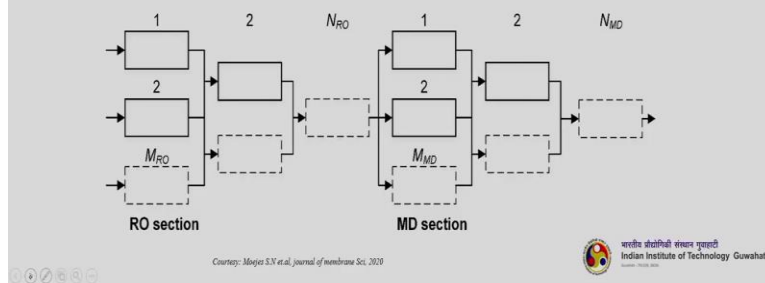 1 2 N_RO 1 2 N_MD
2 2
M_RO M_MD
RO section MD section
Courtesy: Moejes S.N et.al, journal of membrane Sci, 2020
भारतीय प्रौद्योगिकी संस्थान गुवाहाटी
Indian Institute of Technology Guwahat